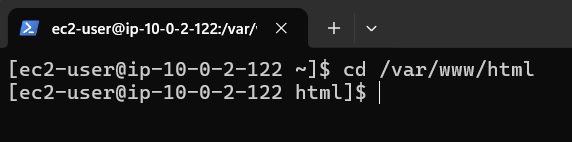 ec2-user@ip-10-0-2-122:/var/
[ec2-user@ip-10-0-2-122 ~]$ cd /var/www/html
[ec2-user@ip-10-0-2-122 html]$